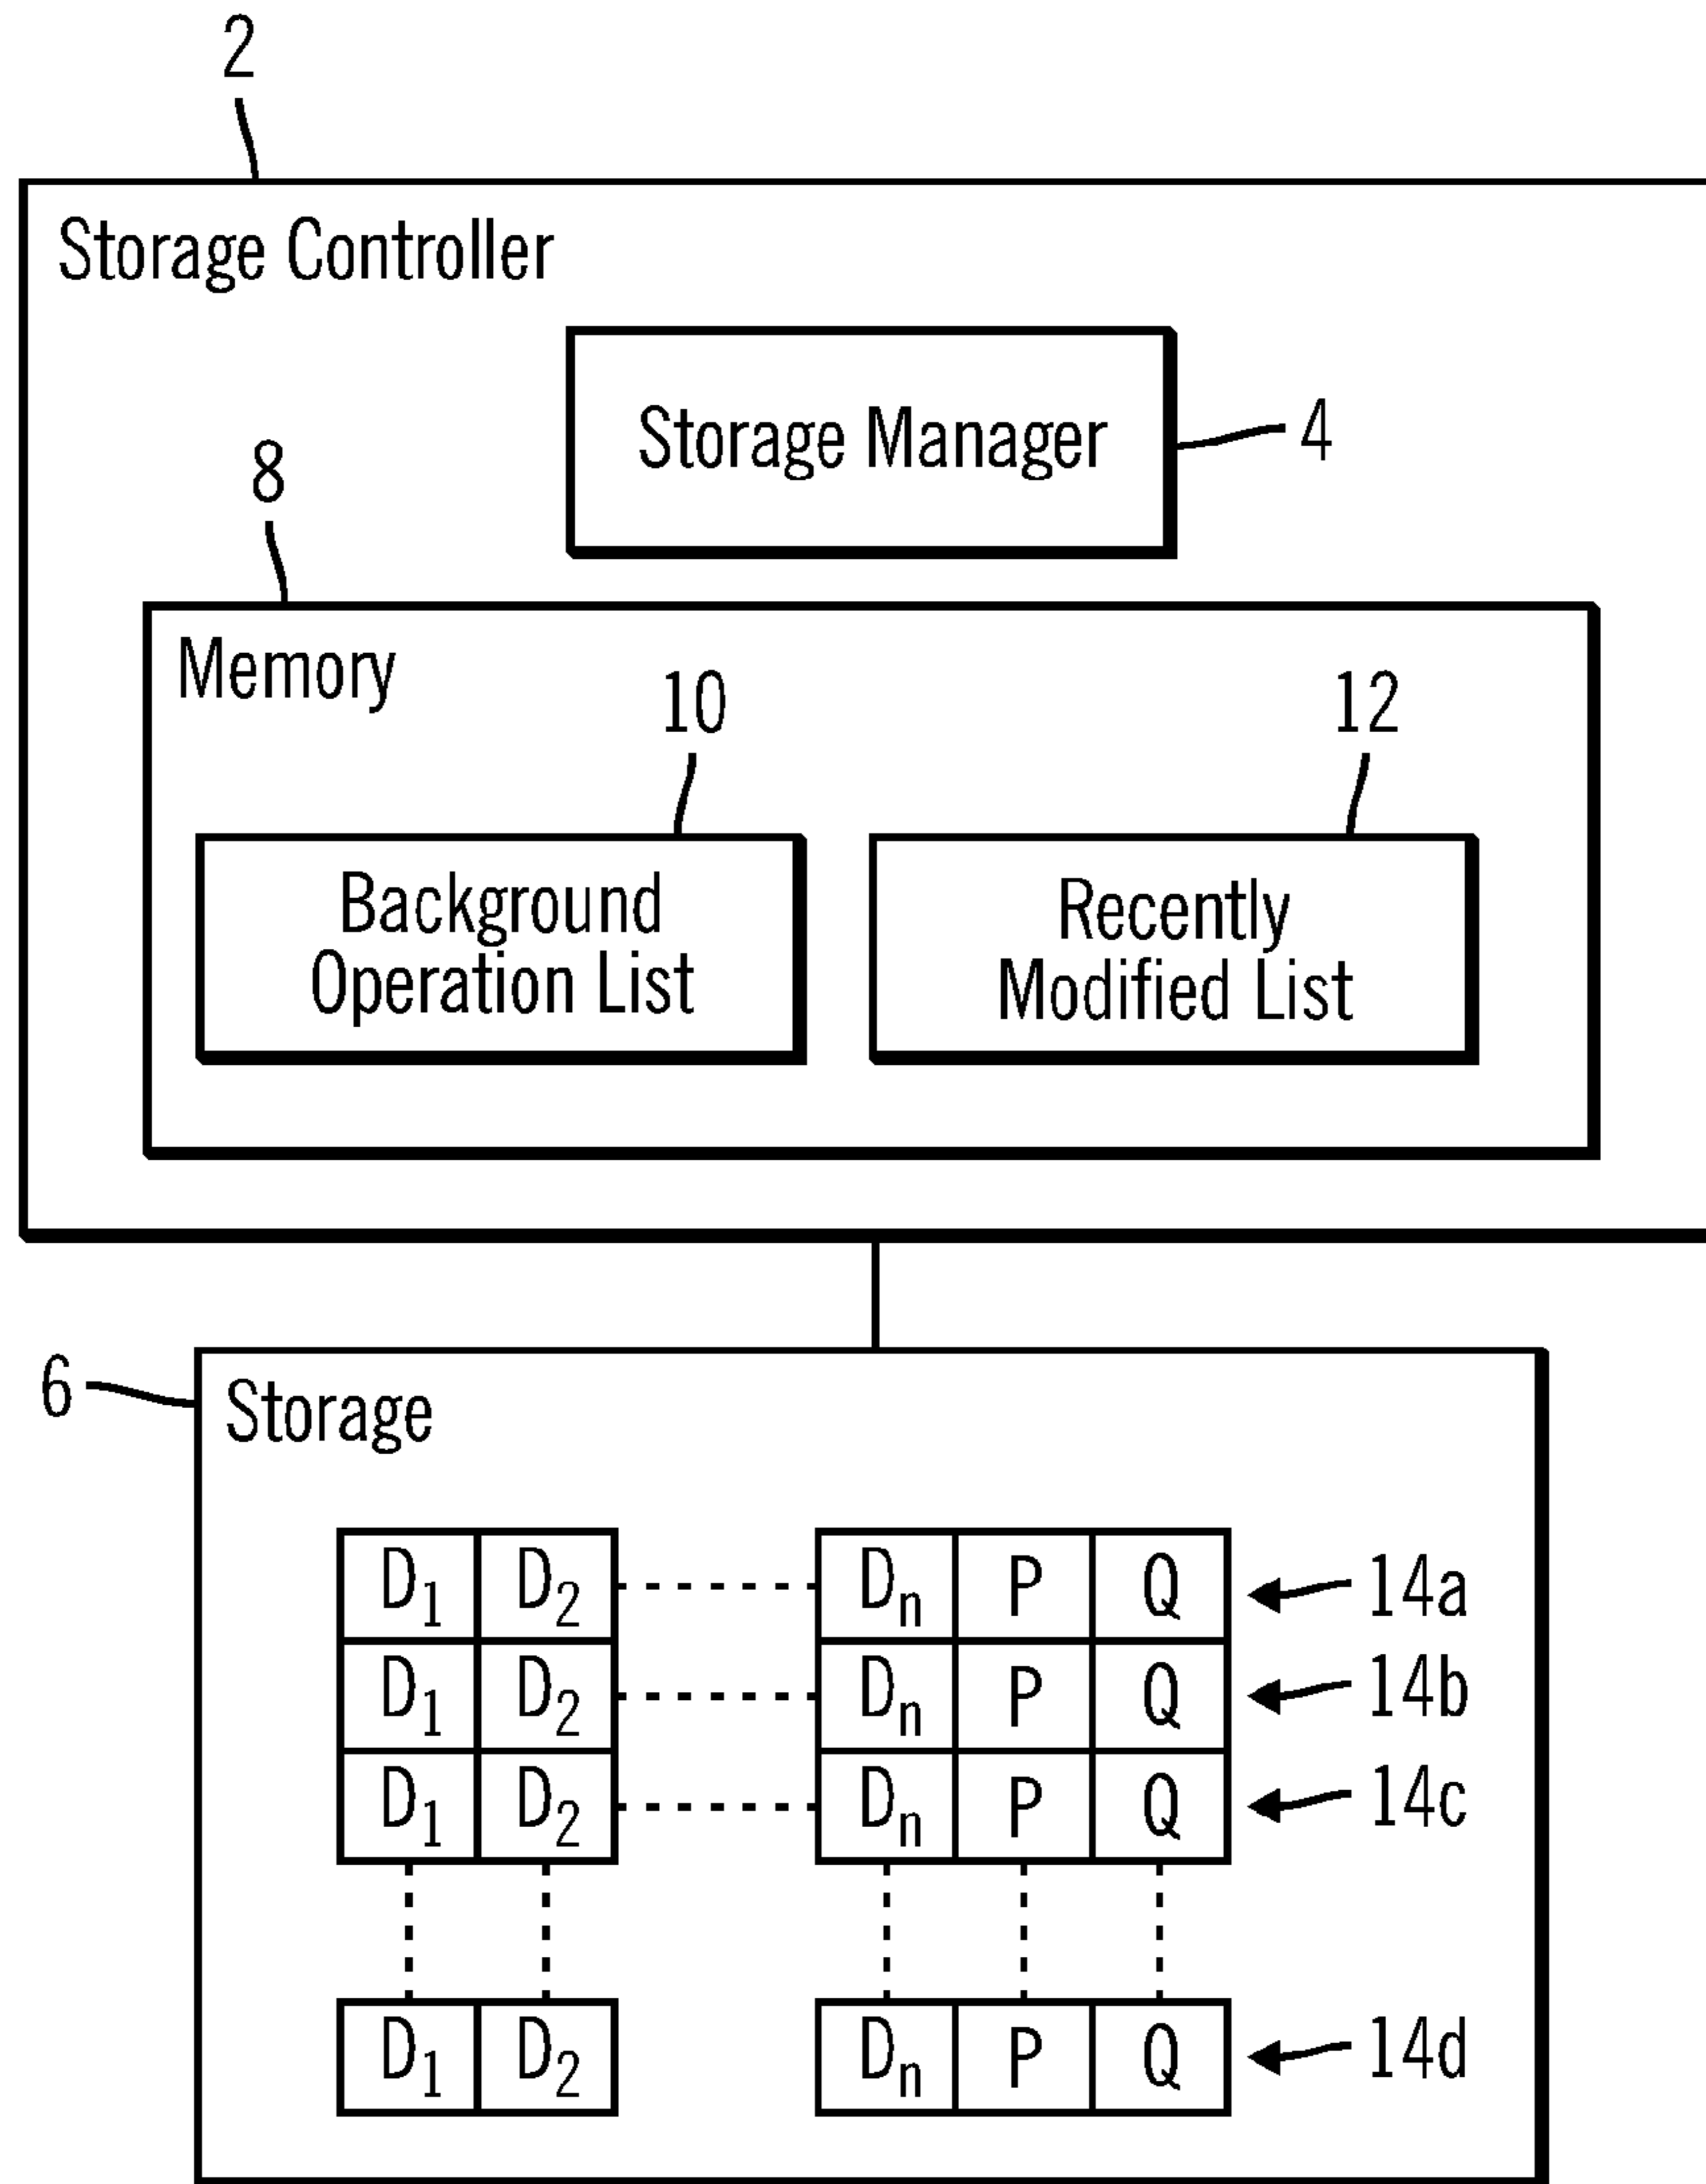 2
Storage Controller
Storage Manager
4
8
Memory
10
12
Background
Operation List
Recently
Modified List
6
Storage
D1 D2 Dn P Q 14a
D1 D2 Dn P Q 14b
D1 D2 Dn P Q 14c
D1 D2 Dn P Q 14d